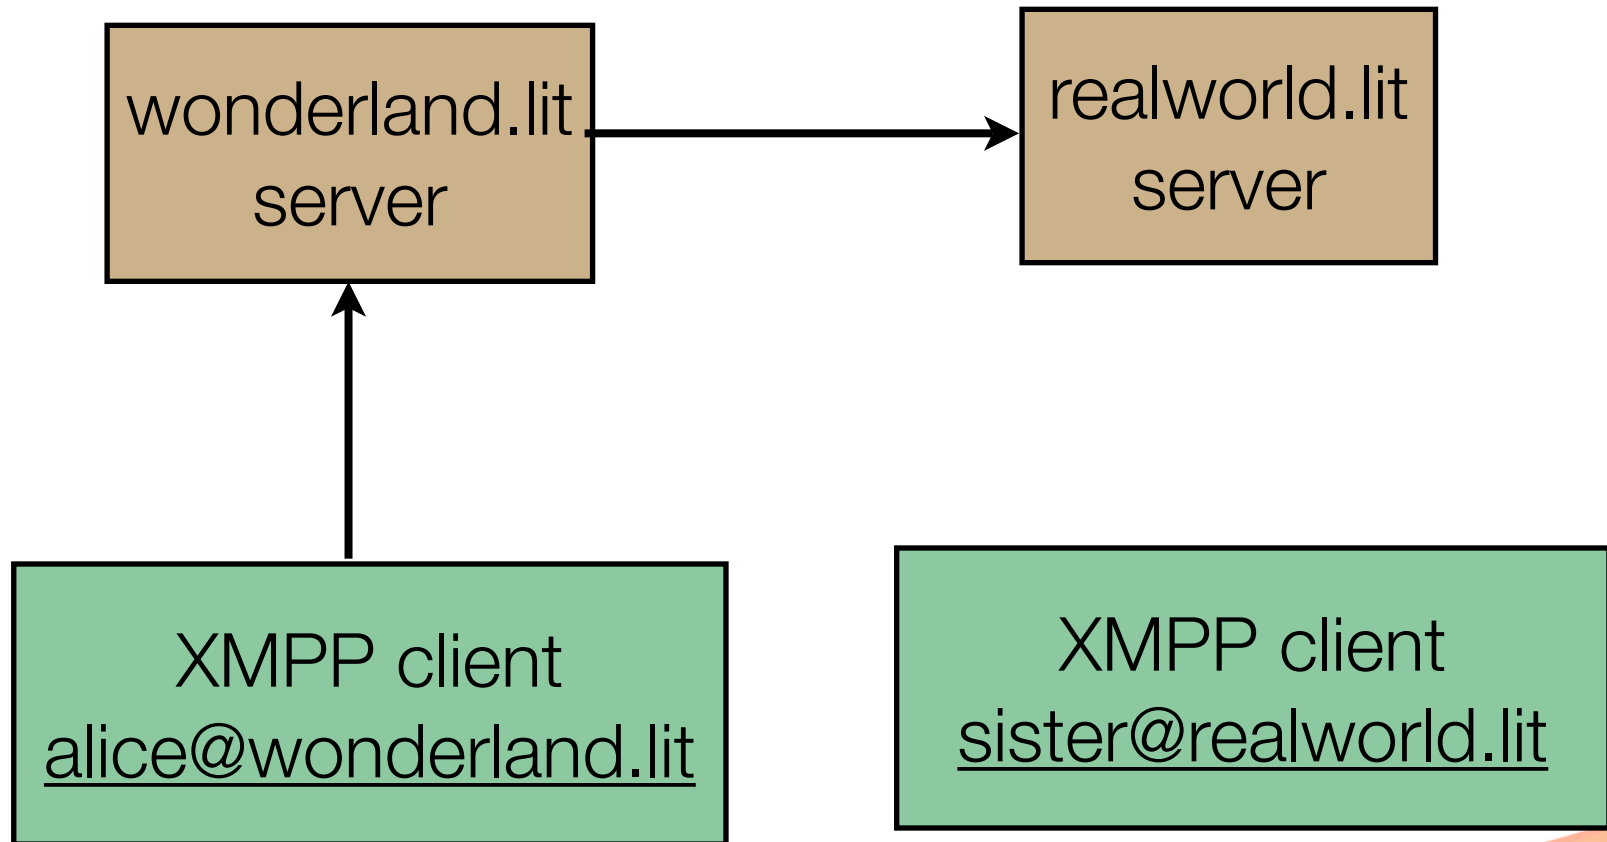 wonderland.lit
server
realworld.lit
server
XMPP client
alice@wonderland.lit
XMPP client
sister@realworld.lit